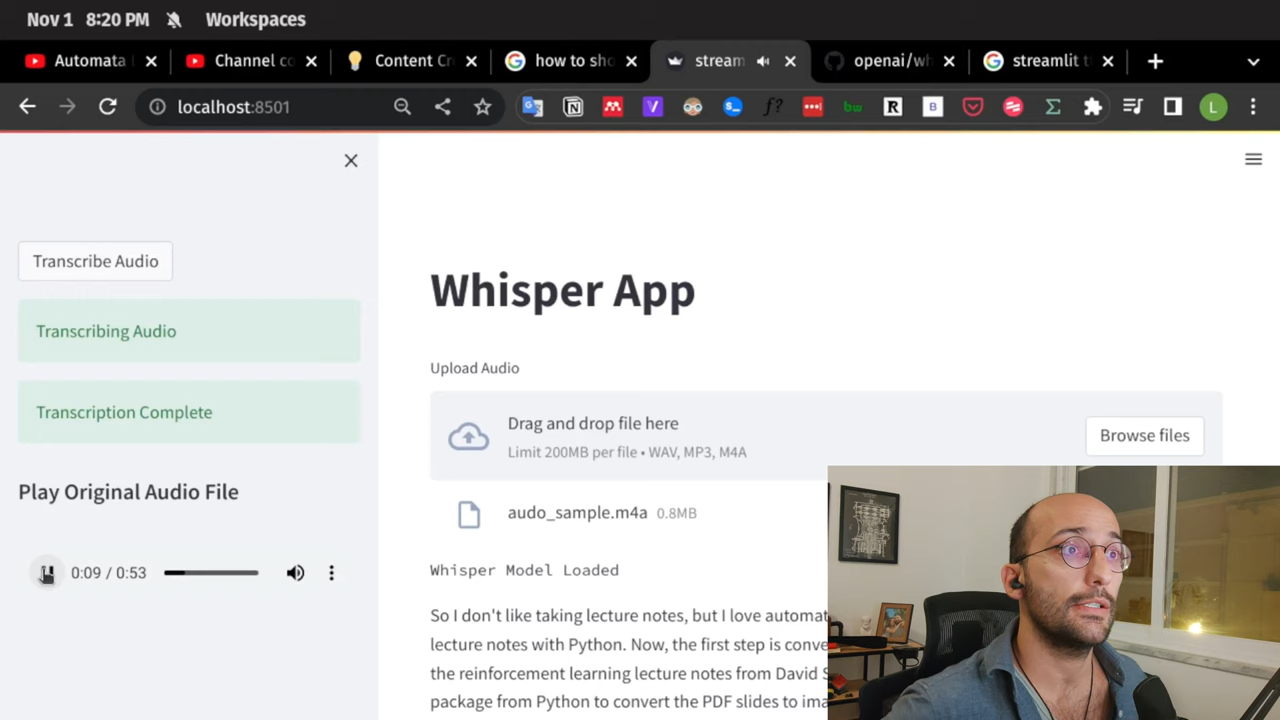 Nov 1 8:20 PM Workspaces
Automata Channel co Content Cr how to sho stream openai/wh streamlit t
localhost:8501
Transcribe Audio
Transcribing Audio
Transcription Complete
Play Original Audio File
0:09 / 0:53
Whisper App
Upload Audio
Drag and drop file here
Limit 200MB per file • WAV, MP3, M4A
Browse files
audo_sample.m4a 0.8MB
Whisper Model Loaded
So I don't like taking lecture notes, but I love automat
lecture notes with Python. Now, the first step is conve
the reinforcement learning lecture notes from David S
package from Python to convert the PDF slides to ima